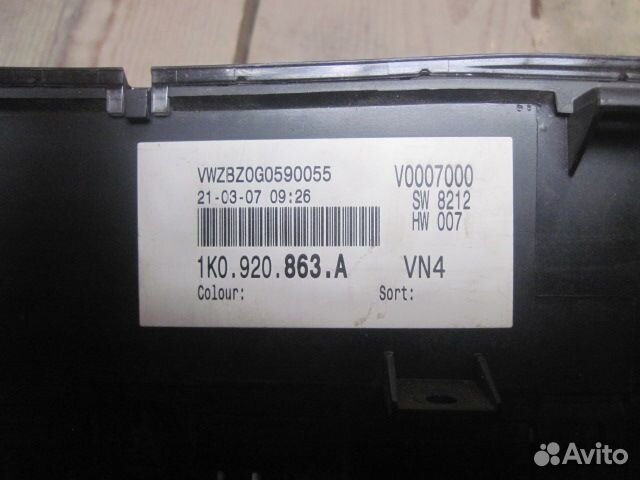 VWZBZ0G0590055
21-03-07 09:26
V0007000
SW 8212
HW 007
1K0.920.863.A VN4
Colour: Sort:
Avito